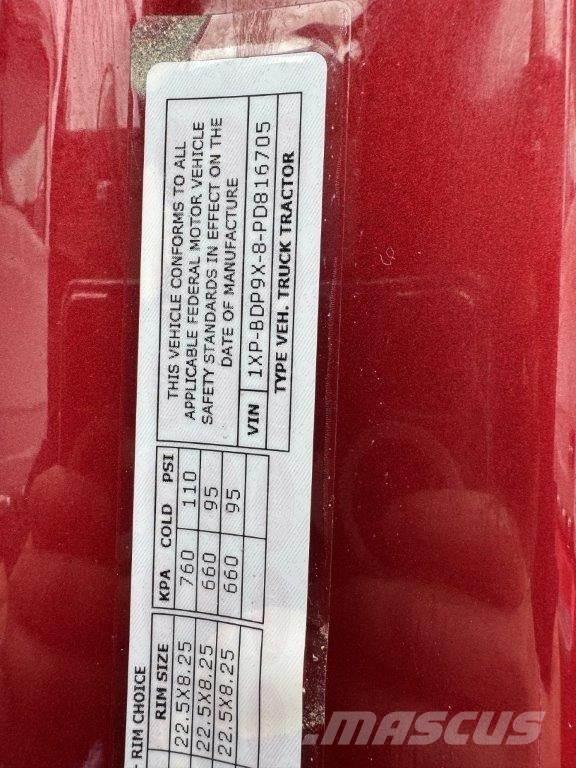 THIS VEHICLE CONFORMS TO ALL
APPLICABLE FEDERAL MOTOR VEHICLE
SAFETY STANDARDS IN EFFECT ON THE
DATE OF MANUFACTURE
VIN 1XP-BDP9X-8-PD816705
TYPE VEH. TRUCK TRACTOR
RIM CHOICE
RIM SIZE KPA COLD PSI
22.5X8.25 760 110
22.5X8.25 660 95
22.5X8.25 660 95
MASCUS